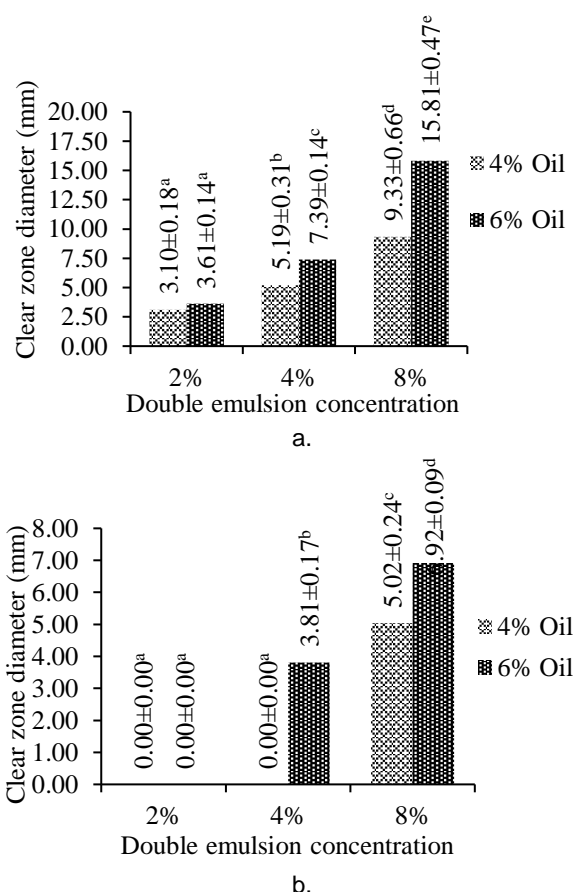 Clear zone diameter (mm)
20.00
17.50
15.00
12.50
10.00
7.50
5.00
2.50
0.00
3.10±0.18ᵃ
3.61±0.14ᵃ
5.19±0.31ᵇ
7.39±0.14ᶜ
9.33±0.66ᵈ
15.81±0.47ᵉ
4% Oil
6% Oil
2% 4% 8%
Double emulsion concentration
a.
Clear zone diameter (mm)
8.00
7.00
6.00
5.00
4.00
3.00
2.00
1.00
0.00
0.00±0.00ᵃ
0.00±0.00ᵃ
0.00±0.00ᵃ
3.81±0.17ᵇ
5.02±0.24ᶜ
.92±0.09ᵈ
4% Oil
6% Oil
2% 4% 8%
Double emulsion concentration
b.